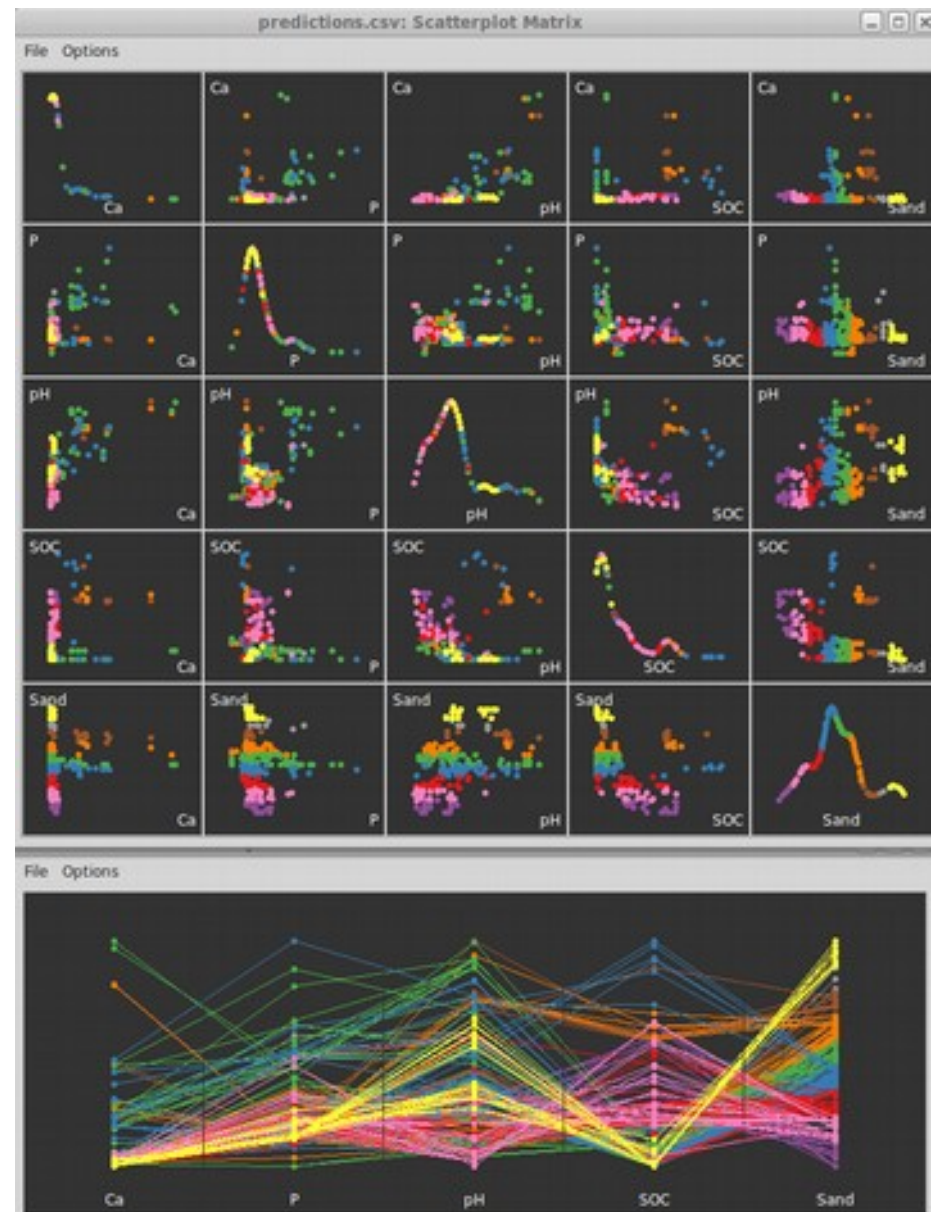 predictions.csv: Scatterplot Matrix
File Options
Ca Ca Ca Ca
Ca P pH SOC Sand
P P P P
Ca P pH SOC Sand
pH pH pH pH
Ca P pH SOC Sand
SOC SOC SOC SOC
Ca P pH SOC Sand
Sand Sand Sand Sand
Ca P pH SOC Sand
File Options
Ca P pH SOC Sand